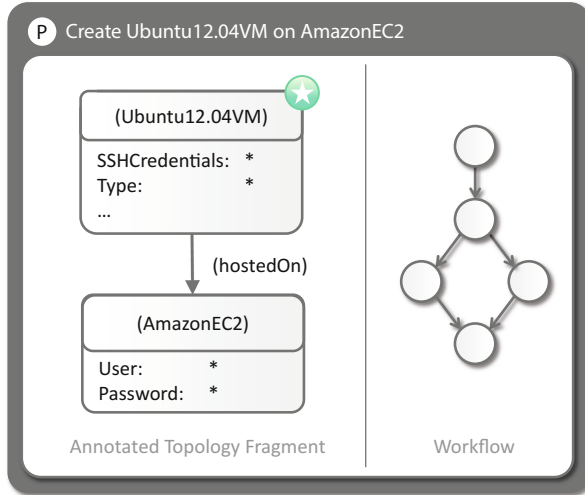 P Create Ubuntu12.04VM on AmazonEC2
(Ubuntu12.04VM)
SSHCredentials: *
Type: *
...
(hostedOn)
(AmazonEC2)
User: *
Password: *
Annotated Topology Fragment
Workflow